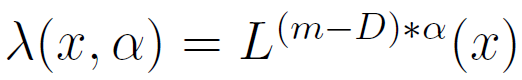 λ(x, α) = L^{(m−D)∗α}(x)